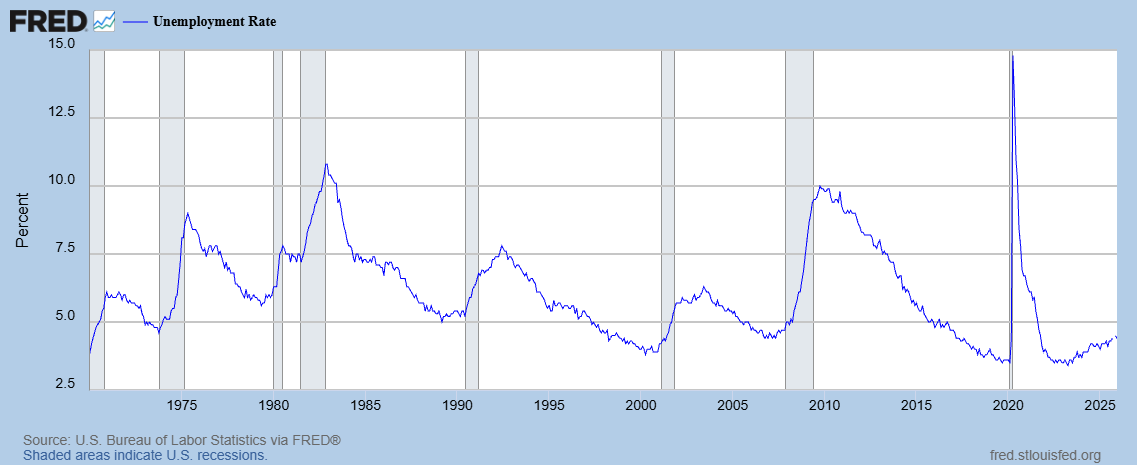 FRED
Unemployment Rate
15.0
12.5
10.0
7.5
5.0
2.5
Percent
1975 1980 1985 1990 1995 2000 2005 2010 2015 2020 2025
Source: U.S. Bureau of Labor Statistics via FRED®
Shaded areas indicate U.S. recessions.
fred.stlouisfed.org